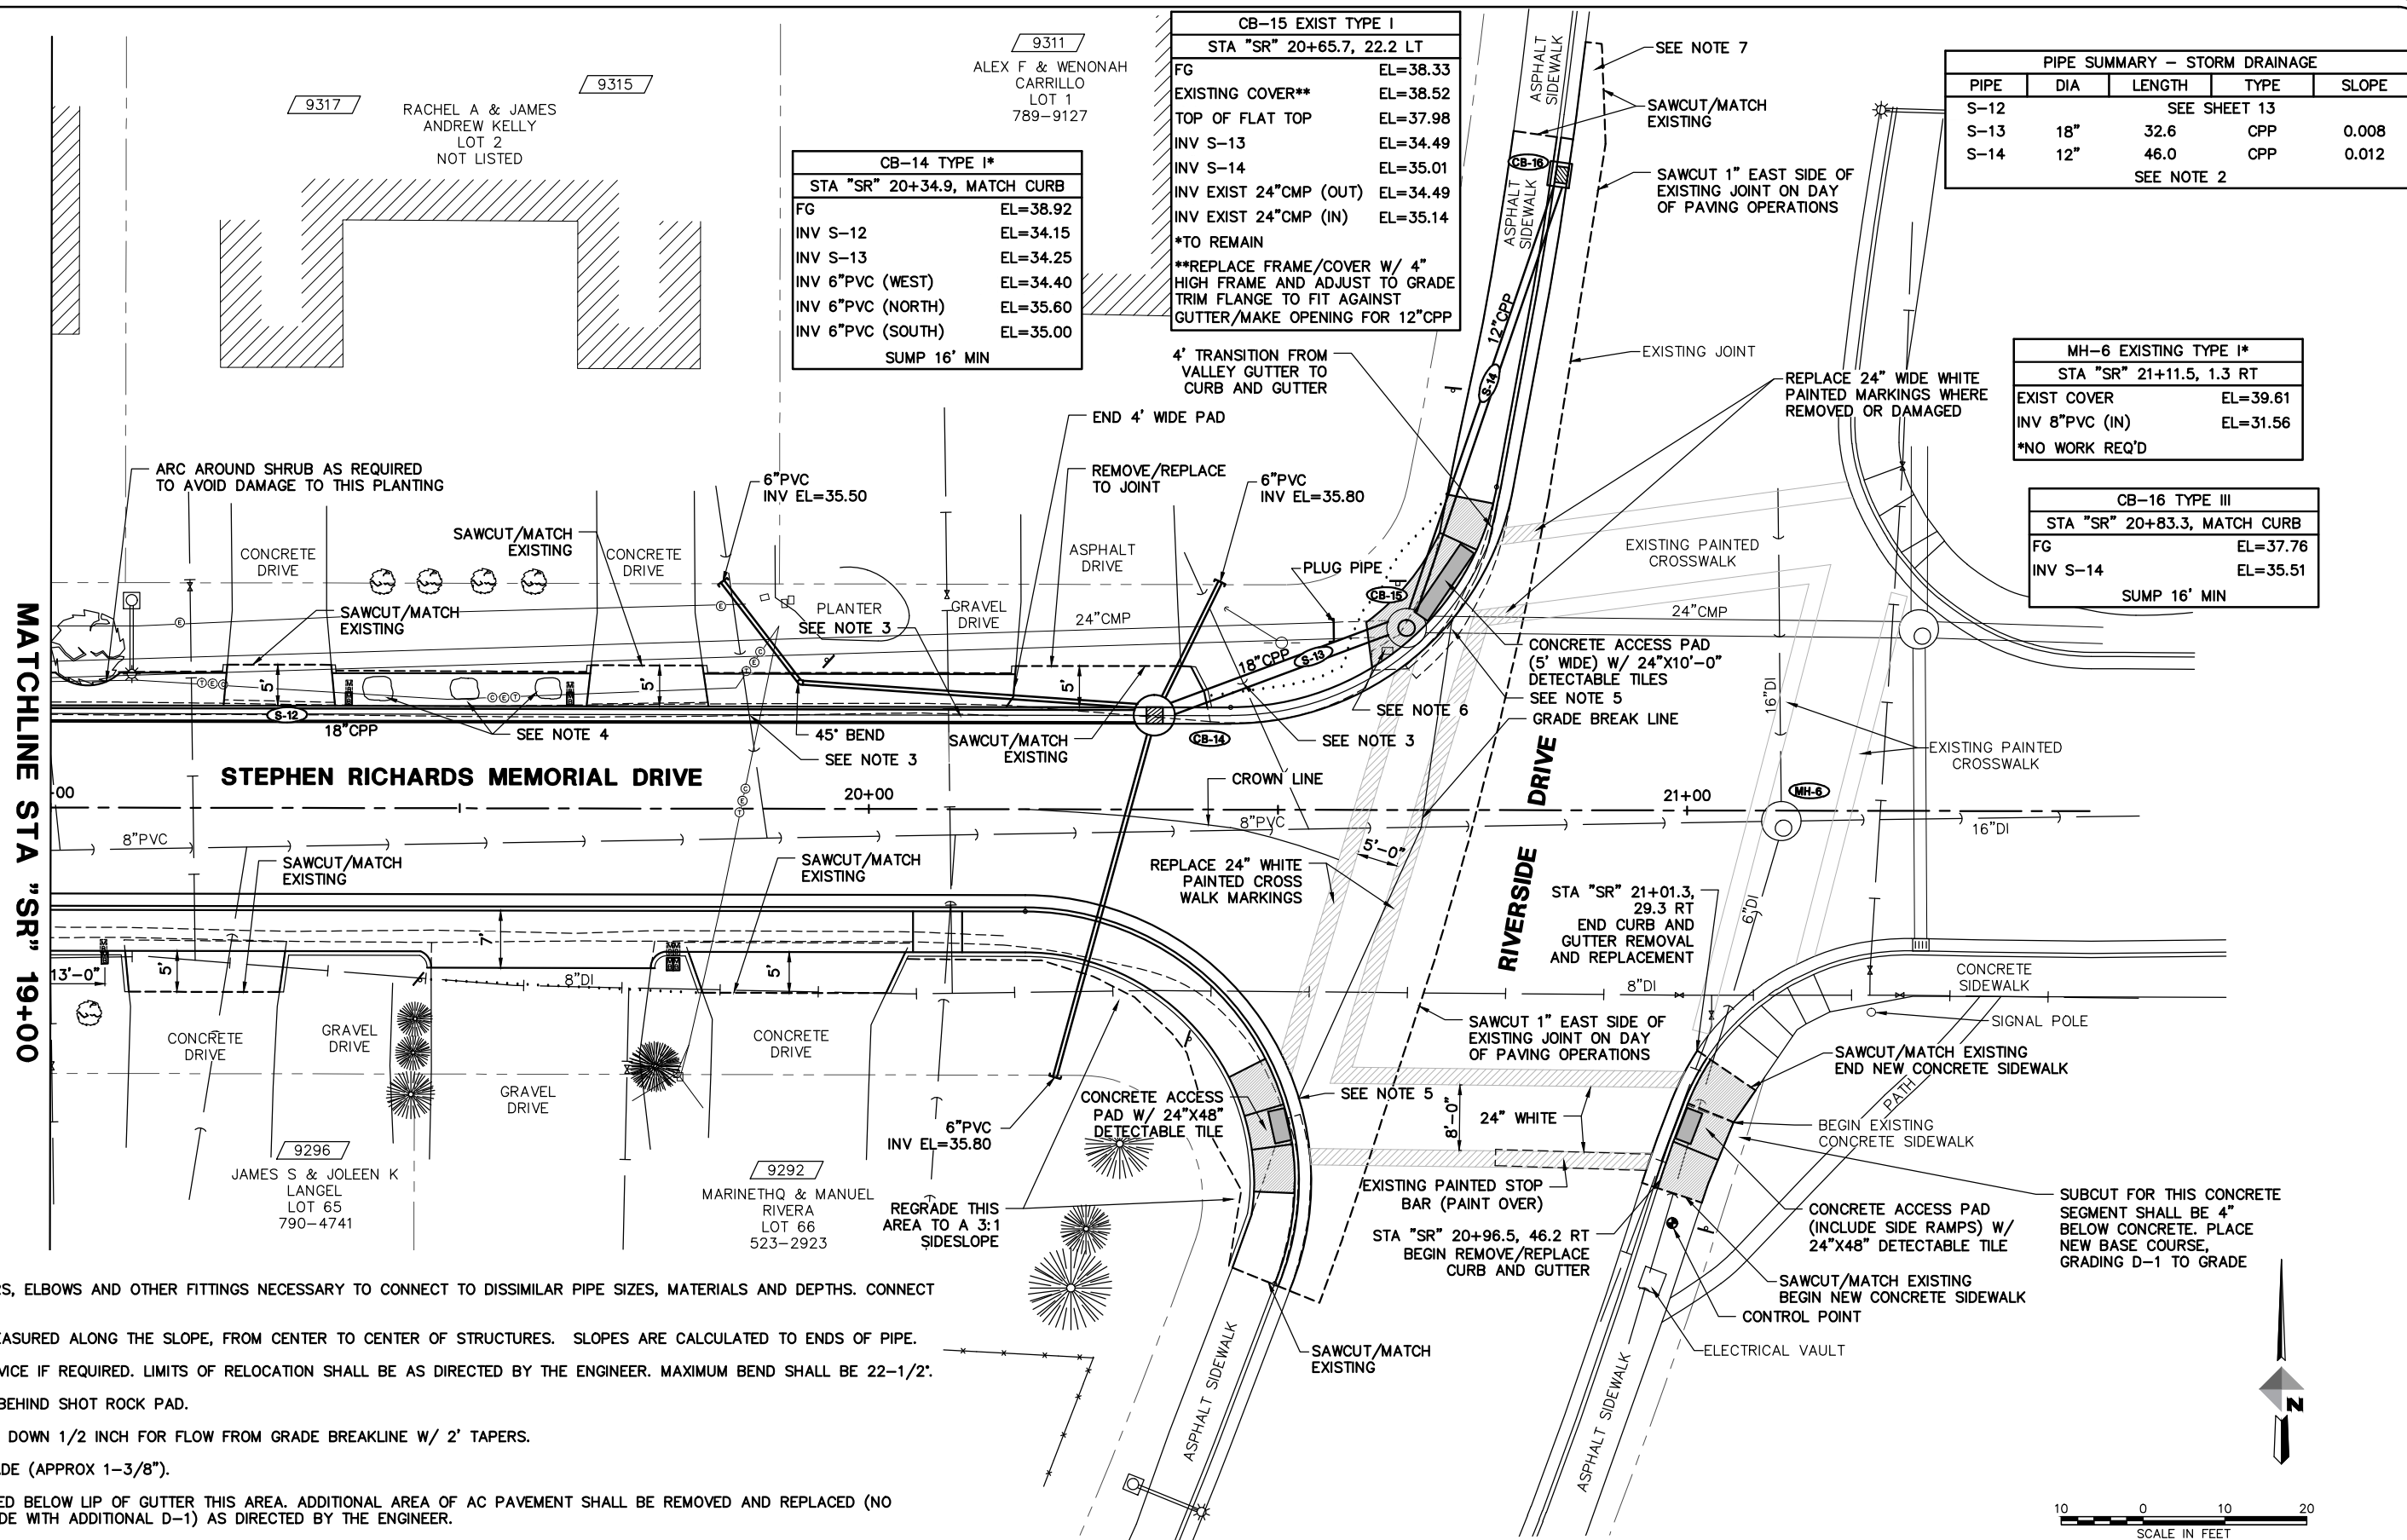 9317
RACHEL A & JAMES
ANDREW KELLY
LOT 2
NOT LISTED
9315
9311
ALEX F & WENONAH
CARRILLO
LOT 1
789-9127
CB-14 TYPE I*
STA "SR" 20+34.9, MATCH CURB
FG EL=38.92
INV S-12 EL=34.15
INV S-13 EL=34.25
INV 6"PVC (WEST) EL=34.40
INV 6"PVC (NORTH) EL=35.60
INV 6"PVC (SOUTH) EL=35.00
SUMP 16' MIN
CB-15 EXIST TYPE I
STA "SR" 20+65.7, 22.2 LT
FG EL=38.33
EXISTING COVER** EL=38.52
TOP OF FLAT TOP EL=37.98
INV S-13 EL=34.49
INV S-14 EL=35.01
INV EXIST 24"CMP (OUT) EL=34.49
INV EXIST 24"CMP (IN) EL=35.14
*TO REMAIN
**REPLACE FRAME/COVER W/ 4"
HIGH FRAME AND ADJUST TO GRADE
TRIM FLANGE TO FIT AGAINST
GUTTER/MAKE OPENING FOR 12"CPP
ASPHALT
SIDEWALK
SEE NOTE 7
SAWCUT/MATCH
EXISTING
CB-16
ASPHALT
SIDEWALK
SAWCUT 1" EAST SIDE OF
EXISTING JOINT ON DAY
OF PAVING OPERATIONS
PIPE SUMMARY – STORM DRAINAGE
PIPE DIA LENGTH TYPE SLOPE
S-12 SEE SHEET 13
S-13 18" 32.6 CPP 0.008
S-14 12" 46.0 CPP 0.012
SEE NOTE 2
MH-6 EXISTING TYPE I*
STA "SR" 21+11.5, 1.3 RT
EXIST COVER EL=39.61
INV 8"PVC (IN) EL=31.56
*NO WORK REQ'D
CB-16 TYPE III
STA "SR" 20+83.3, MATCH CURB
FG EL=37.76
INV S-14 EL=35.51
SUMP 16' MIN
12"CPP
S-14
EXISTING JOINT
4' TRANSITION FROM
VALLEY GUTTER TO
CURB AND GUTTER
REPLACE 24" WIDE WHITE
PAINTED MARKINGS WHERE
REMOVED OR DAMAGED
END 4' WIDE PAD
REMOVE/REPLACE
TO JOINT
6"PVC
INV EL=35.80
6"PVC
INV EL=35.50
ARC AROUND SHRUB AS REQUIRED
TO AVOID DAMAGE TO THIS PLANTING
SAWCUT/MATCH
EXISTING
CONCRETE
DRIVE
CONCRETE
DRIVE
ASPHALT
DRIVE
EXISTING PAINTED
CROSSWALK
PLUG PIPE
CB-15
SAWCUT/MATCH
EXISTING
PLANTER
SEE NOTE 3
GRAVEL
DRIVE
24"CMP
24"CMP
18"CPP
S-13
CONCRETE ACCESS PAD
(5' WIDE) W/ 24"X10'-0"
DETECTABLE TILES
SEE NOTE 5
SEE NOTE 6
GRADE BREAK LINE
16"DI
5'
5'
5'
S-12
18"CPP
SEE NOTE 4
45° BEND
SEE NOTE 3
SAWCUT/MATCH
EXISTING
CB-14
SEE NOTE 3
EXISTING PAINTED
CROSSWALK
MATCHLINE STA "SR" 19+00
STEPHEN RICHARDS MEMORIAL DRIVE
RIVERSIDE DRIVE
CROWN LINE
00
20+00
21+00
MH-6
8"PVC
8"PVC
16"DI
5'-0"
SAWCUT/MATCH
EXISTING
SAWCUT/MATCH
EXISTING
REPLACE 24" WHITE
PAINTED CROSS
WALK MARKINGS
STA "SR" 21+01.3,
29.3 RT
END CURB AND
GUTTER REMOVAL
AND REPLACEMENT
6"DI
13'-0"
5'
7'
5'
8"DI
8"DI
CONCRETE
SIDEWALK
SIGNAL POLE
CONCRETE
DRIVE
GRAVEL
DRIVE
GRAVEL
DRIVE
CONCRETE
DRIVE
SAWCUT 1" EAST SIDE OF
EXISTING JOINT ON DAY
OF PAVING OPERATIONS
SAWCUT/MATCH EXISTING
END NEW CONCRETE SIDEWALK
PATH
6"PVC
INV EL=35.80
CONCRETE ACCESS
PAD W/ 24"X48"
DETECTABLE TILE
SEE NOTE 5
8'-0"
24" WHITE
BEGIN EXISTING
CONCRETE SIDEWALK
9296
JAMES S & JOLEEN K
LANGEL
LOT 65
790-4741
9292
MARINETHQ & MANUEL
RIVERA
LOT 66
523-2923
REGRADE THIS
AREA TO A 3:1
SIDESLOPE
EXISTING PAINTED STOP
BAR (PAINT OVER)
STA "SR" 20+96.5, 46.2 RT
BEGIN REMOVE/REPLACE
CURB AND GUTTER
CONCRETE ACCESS PAD
(INCLUDE SIDE RAMPS) W/
24"X48" DETECTABLE TILE
SUBCUT FOR THIS CONCRETE
SEGMENT SHALL BE 4"
BELOW CONCRETE. PLACE
NEW BASE COURSE,
GRADING D-1 TO GRADE
SAWCUT/MATCH EXISTING
BEGIN NEW CONCRETE SIDEWALK
CONTROL POINT
ELECTRICAL VAULT
SAWCUT/MATCH
EXISTING
ASPHALT SIDEWALK
ASPHALT SIDEWALK
RS, ELBOWS AND OTHER FITTINGS NECESSARY TO CONNECT TO DISSIMILAR PIPE SIZES, MATERIALS AND DEPTHS. CONNECT
EASURED ALONG THE SLOPE, FROM CENTER TO CENTER OF STRUCTURES. SLOPES ARE CALCULATED TO ENDS OF PIPE.
VICE IF REQUIRED. LIMITS OF RELOCATION SHALL BE AS DIRECTED BY THE ENGINEER. MAXIMUM BEND SHALL BE 22-1/2°.
BEHIND SHOT ROCK PAD.
DOWN 1/2 INCH FOR FLOW FROM GRADE BREAKLINE W/ 2' TAPERS.
ADE (APPROX 1-3/8").
ED BELOW LIP OF GUTTER THIS AREA. ADDITIONAL AREA OF AC PAVEMENT SHALL BE REMOVED AND REPLACED (NO
DE WITH ADDITIONAL D-1) AS DIRECTED BY THE ENGINEER.
N
10 0 10 20
SCALE IN FEET